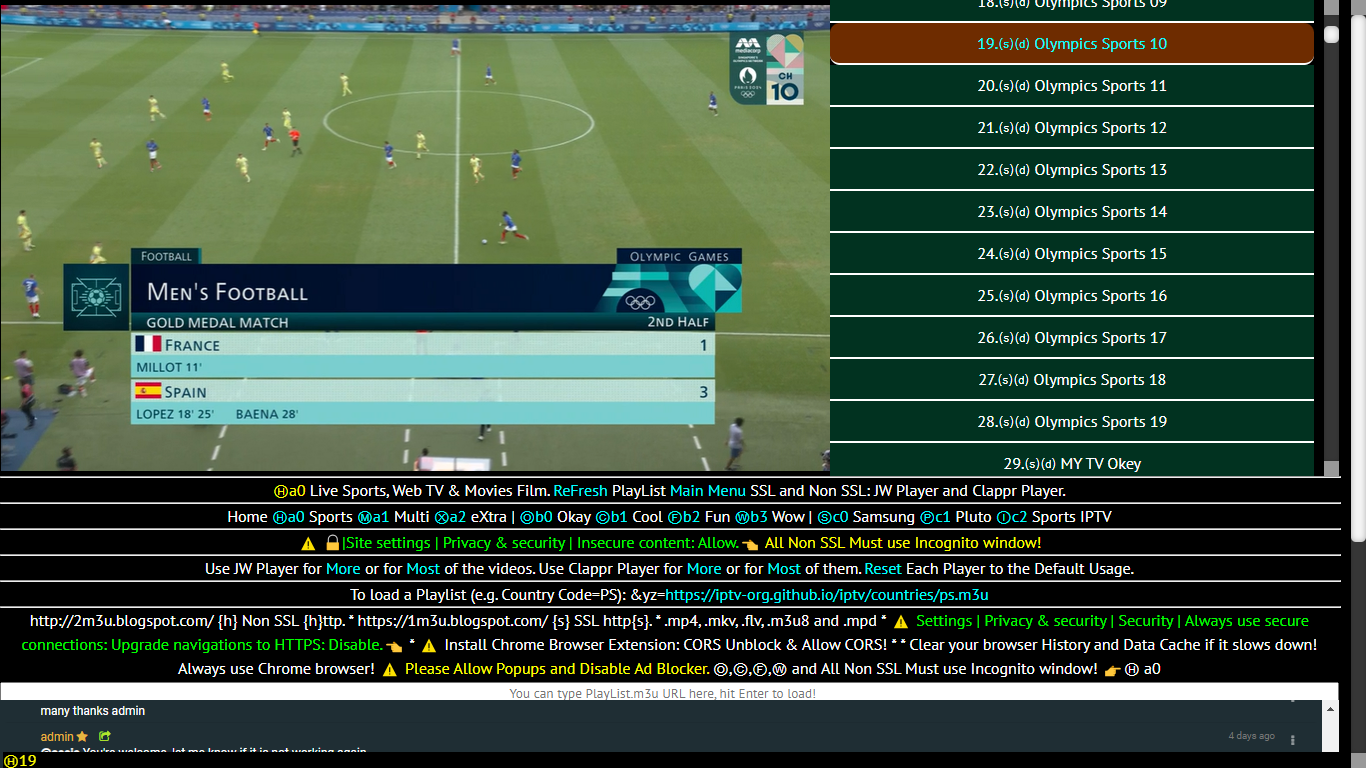 mediacorp
PARIS 2024
CH
10
FOOTBALL
OLYMPIC GAMES
MEN'S FOOTBALL
GOLD MEDAL MATCH 2ND HALF
FRANCE 1
MILLOT 11'
SPAIN 3
LOPEZ 18' 25' BAENA 28'
18.(s)(d) Olympics Sports 09
19.(s)(d) Olympics Sports 10
20.(s)(d) Olympics Sports 11
21.(s)(d) Olympics Sports 12
22.(s)(d) Olympics Sports 13
23.(s)(d) Olympics Sports 14
24.(s)(d) Olympics Sports 15
25.(s)(d) Olympics Sports 16
26.(s)(d) Olympics Sports 17
27.(s)(d) Olympics Sports 18
28.(s)(d) Olympics Sports 19
29.(s)(d) MY TV Okey
Ⓗa0 Live Sports, Web TV & Movies Film. ReFresh PlayList Main Menu SSL and Non SSL: JW Player and Clappr Player.
Home Ⓗa0 Sports Ⓜa1 Multi Ⓧa2 eXtra | Ⓞb0 Okay Ⓒb1 Cool Ⓕb2 Fun Ⓦb3 Wow | Ⓢc0 Samsung Ⓟc1 Pluto Ⓘc2 Sports IPTV
⚠️ 🔒|Site settings | Privacy & security | Insecure content: Allow. 👈 All Non SSL Must use Incognito window!
Use JW Player for More or for Most of the videos. Use Clappr Player for More or for Most of them. Reset Each Player to the Default Usage.
To load a Playlist (e.g. Country Code=PS): &yz=https://iptv-org.github.io/iptv/countries/ps.m3u
http://2m3u.blogspot.com/ {h} Non SSL {h}ttp. * https://1m3u.blogspot.com/ {s} SSL http{s}. * .mp4, .mkv, .flv, .m3u8 and .mpd * ⚠️ Settings | Privacy & security | Security | Always use secure
connections: Upgrade navigations to HTTPS: Disable. 👈 * ⚠️ Install Chrome Browser Extension: CORS Unblock & Allow CORS! * * Clear your browser History and Data Cache if it slows down!
Always use Chrome browser! ⚠️ Please Allow Popups and Disable Ad Blocker. Ⓞ,Ⓒ,Ⓕ,Ⓦ and All Non SSL Must use Incognito window! 👉 Ⓗ a0
You can type PlayList.m3u URL here, hit Enter to load!
many thanks admin
admin 4 days ago
You're welcome, let me know if it is not working again
Ⓗ19